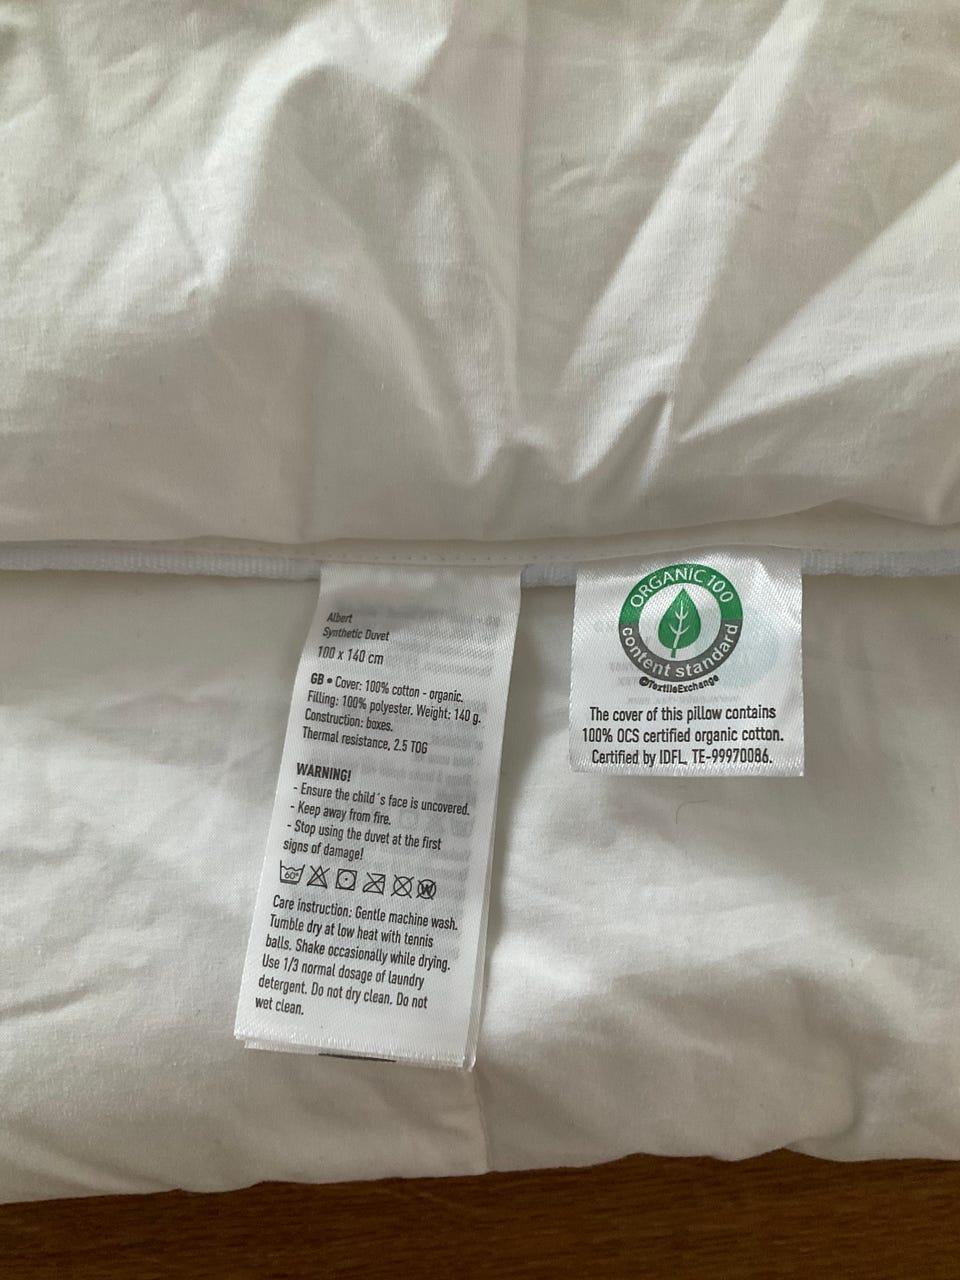 Albert
Synthetic Duvet
100 x 140 cm
GB • Cover: 100% cotton - organic.
Filling: 100% polyester. Weight: 140 g.
Construction: boxes.
Thermal resistance, 2.5 TOG
WARNING!
- Ensure the child´s face is uncovered.
- Keep away from fire.
- Stop using the duvet at the first
signs of damage!
60°
W
Care instruction: Gentle machine wash.
Tumble dry at low heat with tennis
balls. Shake occasionally while drying.
Use 1/3 normal dosage of laundry
detergent. Do not dry clean. Do not
wet clean.
ORGANIC 100
content standard
©TextileExchange
The cover of this pillow contains
100% OCS certified organic cotton.
Certified by IDFL, TE-99970086.